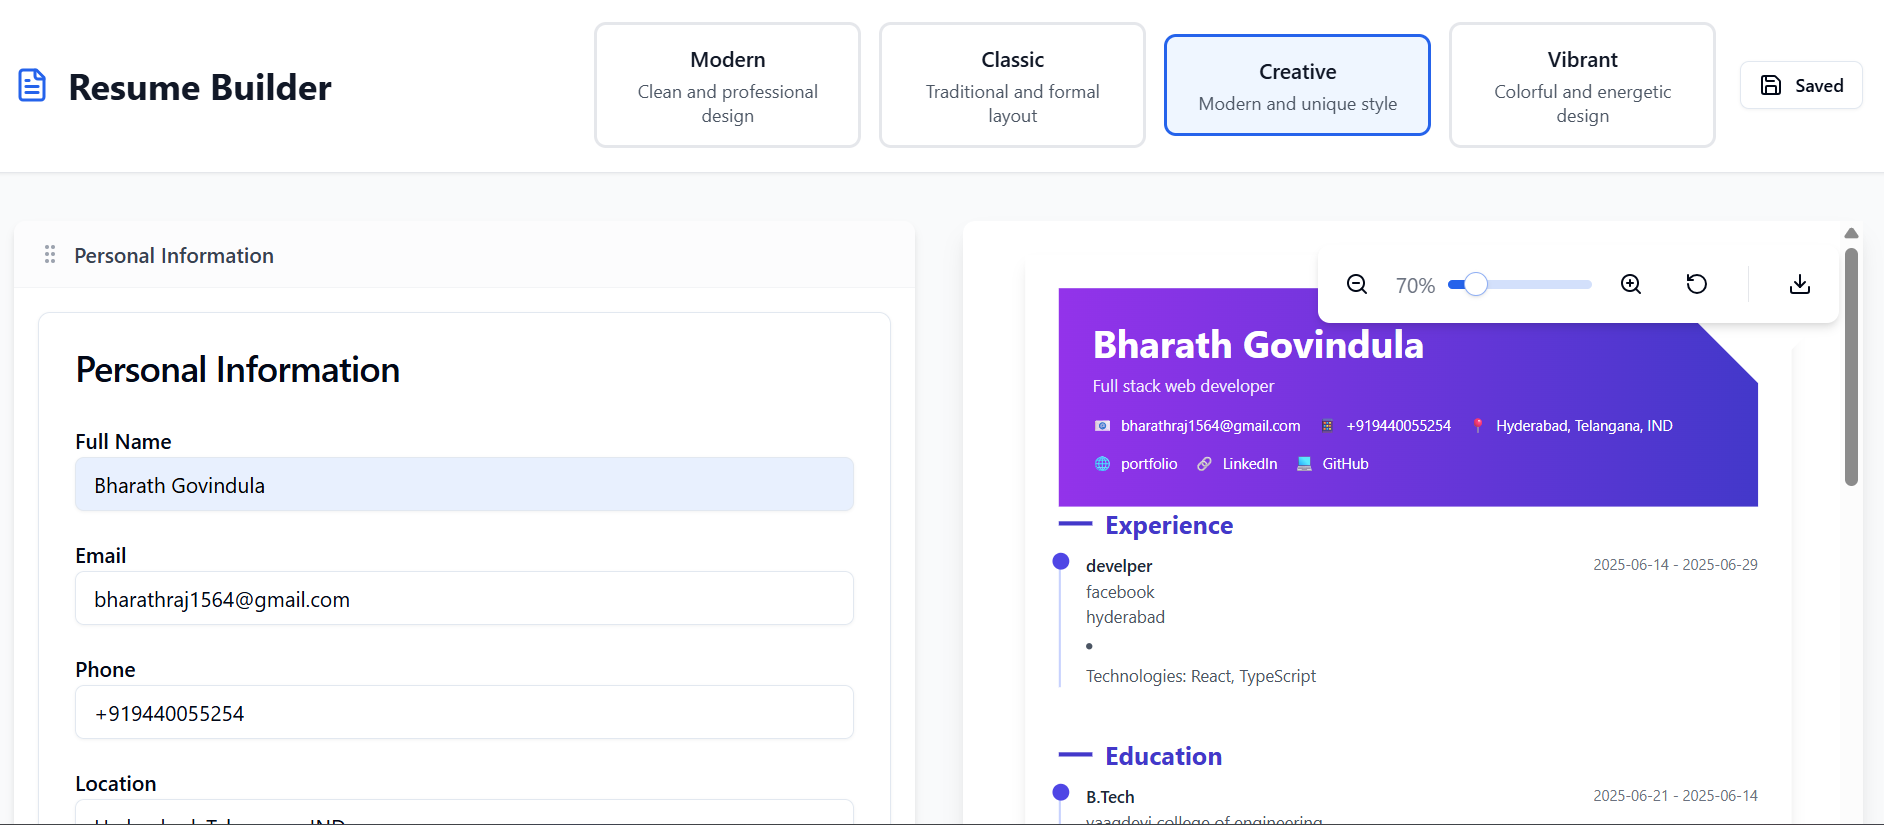 Resume Builder
Modern
Clean and professional
design
Classic
Traditional and formal
layout
Creative
Modern and unique style
Vibrant
Colorful and energetic
design
Saved
Personal Information
Personal Information
Full Name
Bharath Govindula
Email
bharathraj1564@gmail.com
Phone
+919440055254
Location
70%
Bharath Govindula
Full stack web developer
bharathraj1564@gmail.com +919440055254 Hyderabad, Telangana, IND
portfolio LinkedIn GitHub
Experience
develper 2025-06-14 - 2025-06-29
facebook
hyderabad
•
Technologies: React, TypeScript
Education
B.Tech 2025-06-21 - 2025-06-14
vaagdevi college of engineering